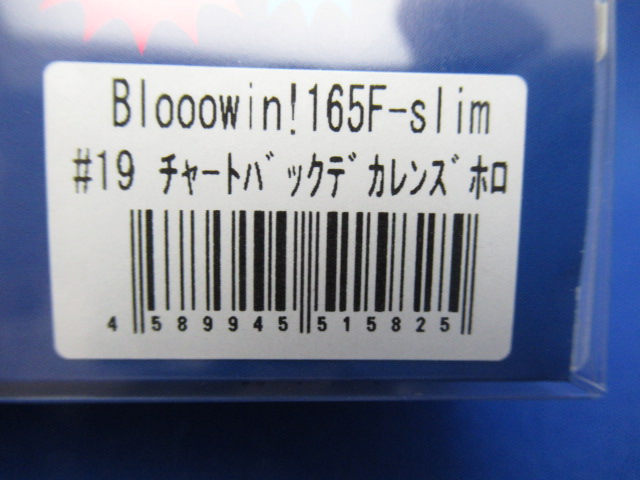 Blooowin!165F-slim
#19 ﾁｬｰﾄﾊﾞｯｸﾃﾞｶﾚﾝｽﾞﾎﾛ
4 589945 515825